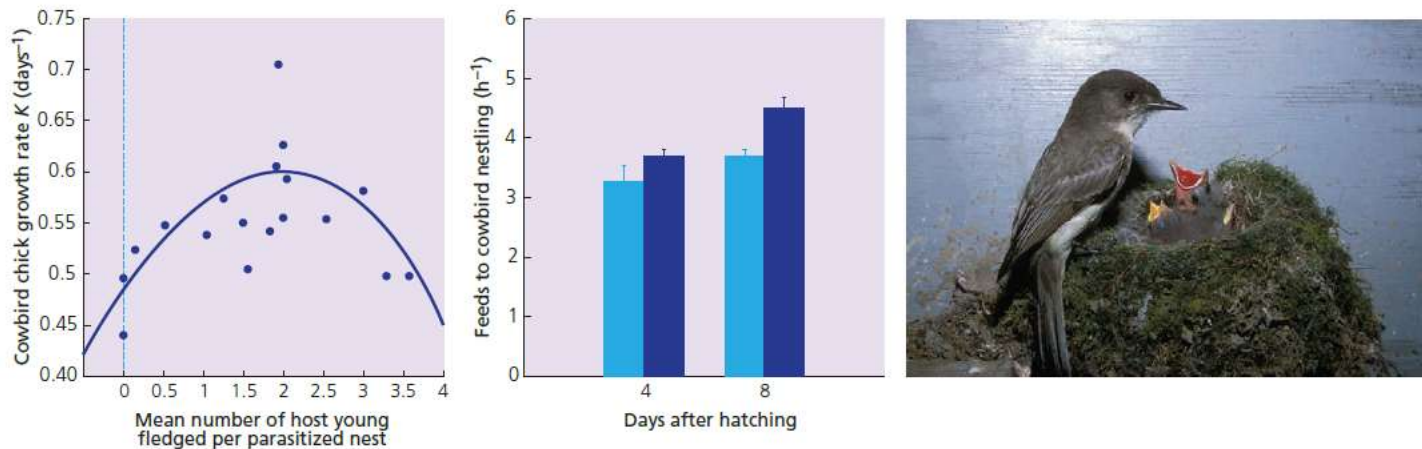 0.75
0.7
0.65
0.6
0.55
0.5
0.45
0.40
Cowbird chick growth rate K (days⁻¹)
0 0.5 1 1.5 2 2.5 3 3.5 4
Mean number of host young
fledged per parasitized nest
6
5
4
3
2
1
0
Feeds to cowbird nestling (h⁻¹)
4 8
Days after hatching